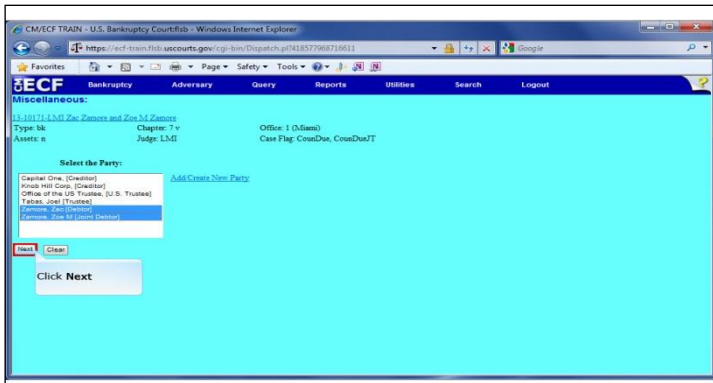 CM/ECF TRAIN - U.S. Bankruptcy Court:flsb - Windows Internet Explorer
https://ecf-train.flsb.uscourts.gov/cgi-bin/Dispatch.pl?418577968716611
Google
Favorites Page Safety Tools
ECF Bankruptcy Adversary Query Reports Utilities Search Logout ?
Miscellaneous:
13-10171-LMI Zac Zamore and Zoe M Zamore
Type: bk Chapter: 7 v Office: 1 (Miami)
Assets: n Judge: LMI Case Flag: CounDue, CounDueJT
Select the Party:
Capital One, [Creditor] Add/Create New Party
Knob Hill Corp, [Creditor]
Office of the US Trustee, [U.S. Trustee]
Tabas, Joel [Trustee]
Zamore, Zac [Debtor]
Zamore, Zoe M [Joint Debtor]
Next Clear
Click Next